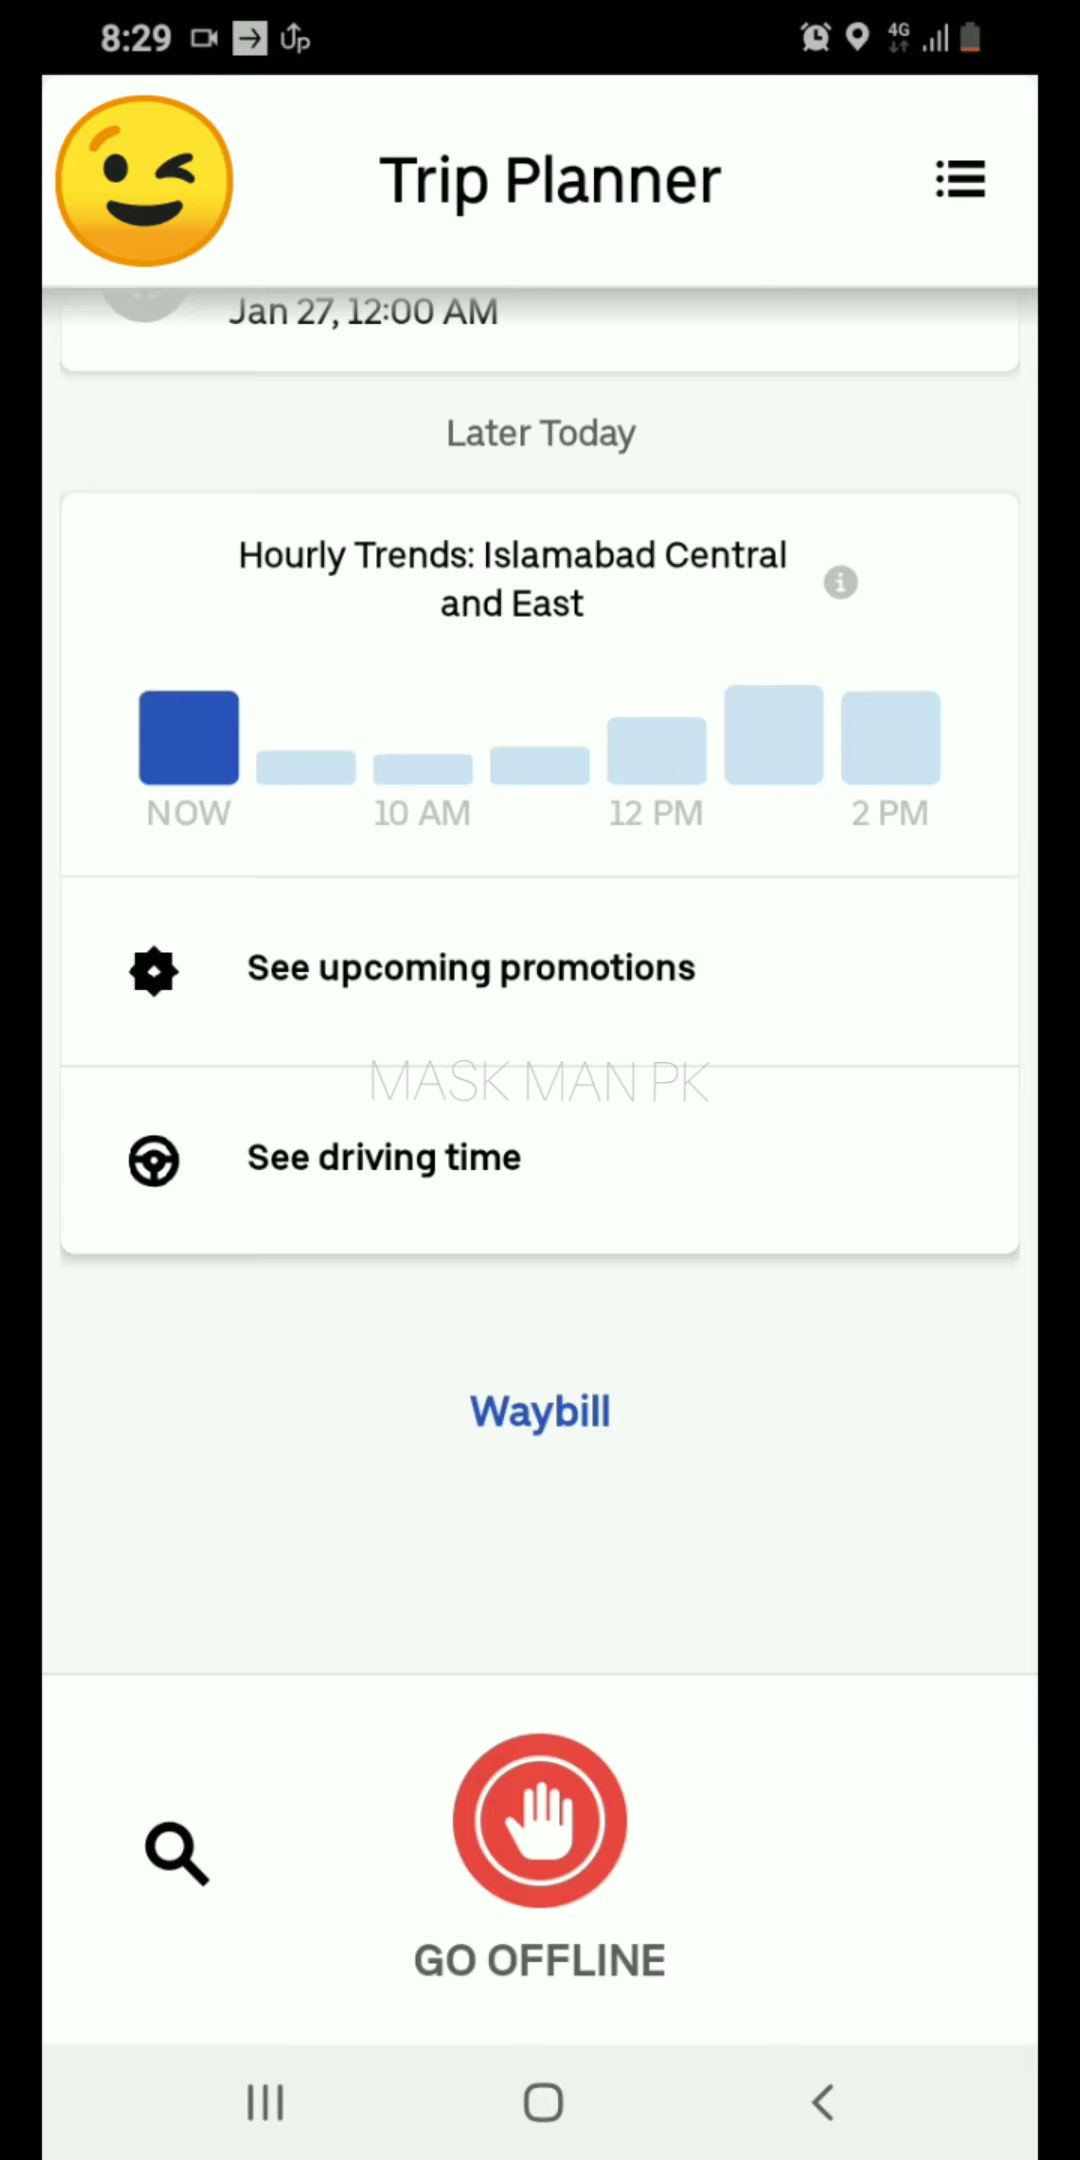 8:29
4G
Trip Planner
Jan 27, 12:00 AM
Later Today
Hourly Trends: Islamabad Central
and East
NOW 10 AM 12 PM 2 PM
See upcoming promotions
MASK MAN PK
See driving time
Waybill
GO OFFLINE